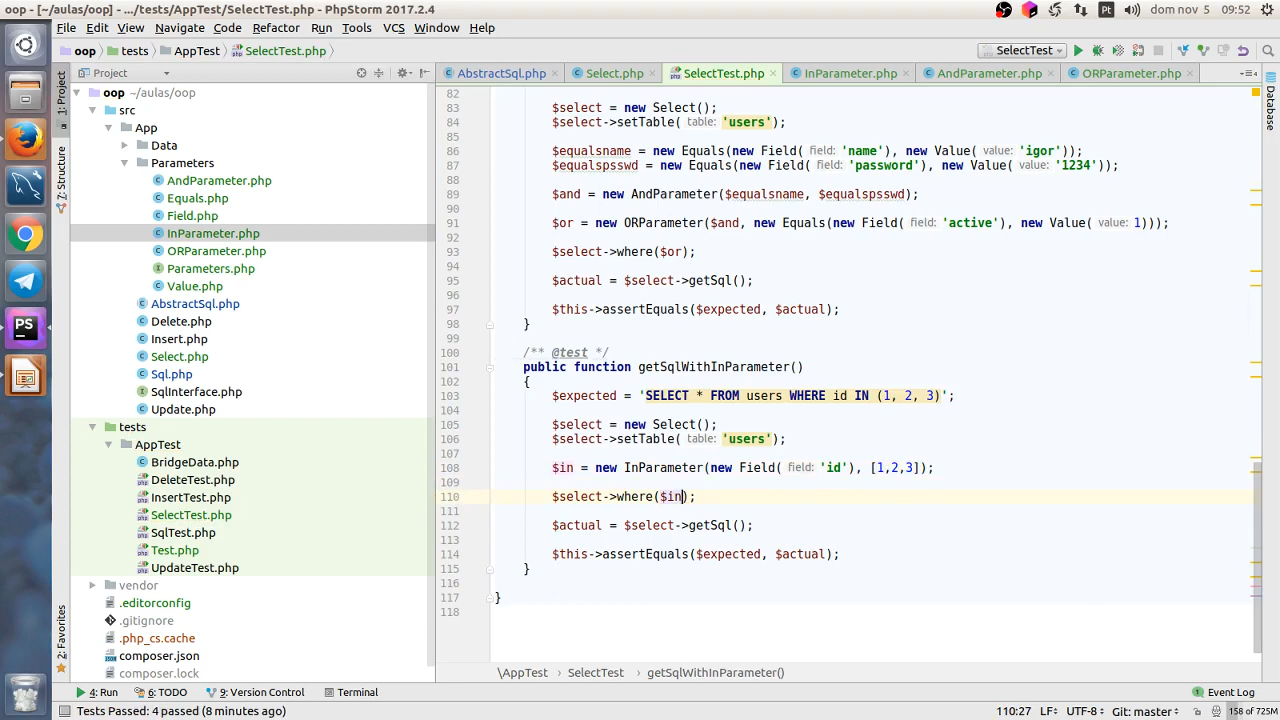 oop - [~/aulas/oop] - .../tests/AppTest/SelectTest.php - PhpStorm 2017.2.4
Pt
dom nov 5 09:52
File Edit View Navigate Code Refactor Run Tools VCS Window Help
oop tests AppTest SelectTest.php
SelectTest
1: Project
Project
AbstractSql.php Select.php SelectTest.php InParameter.php AndParameter.php ORParameter.php
Database
oop ~/aulas/oop
src
App
Data
Parameters
AndParameter.php
Equals.php
Field.php
InParameter.php
ORParameter.php
Parameters.php
Value.php
AbstractSql.php
Delete.php
Insert.php
Select.php
Sql.php
SqlInterface.php
Update.php
tests
AppTest
BridgeData.php
DeleteTest.php
InsertTest.php
SelectTest.php
SqlTest.php
Test.php
UpdateTest.php
vendor
.editorconfig
.gitignore
.php_cs.cache
composer.json
composer.lock
7: Structure
2: Favorites
82
83 $select = new Select();
84 $select->setTable( table: 'users');
85
86 $equalsname = new Equals(new Field( field: 'name'), new Value( value: 'igor'));
87 $equalspsswd = new Equals(new Field( field: 'password'), new Value( value: '1234'));
88
89 $and = new AndParameter($equalsname, $equalspsswd);
90
91 $or = new ORParameter($and, new Equals(new Field( field: 'active'), new Value( value: 1)));
92
93 $select->where($or);
94
95 $actual = $select->getSql();
96
97 $this->assertEquals($expected, $actual);
98 }
99
100 /** @test */
101 public function getSqlWithInParameter()
102 {
103 $expected = 'SELECT * FROM users WHERE id IN (1, 2, 3)';
104
105 $select = new Select();
106 $select->setTable( table: 'users');
107
108 $in = new InParameter(new Field( field: 'id'), [1,2,3]);
109
110 $select->where($in);
111
112 $actual = $select->getSql();
113
114 $this->assertEquals($expected, $actual);
115 }
116
117 }
118
\AppTest SelectTest getSqlWithInParameter()
4: Run 6: TODO 9: Version Control Terminal Event Log
Tests Passed: 4 passed (8 minutes ago) 110:27 LF÷ UTF-8÷ Git: master÷ 158 of 725M